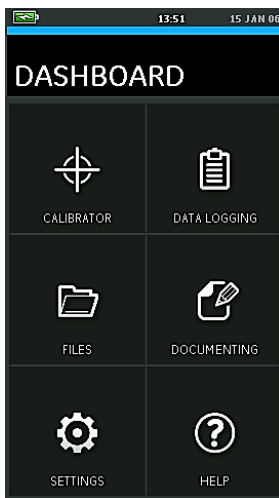 13:51 15 JAN 06
DASHBOARD
CALIBRATOR DATA LOGGING
FILES DOCUMENTING
SETTINGS HELP